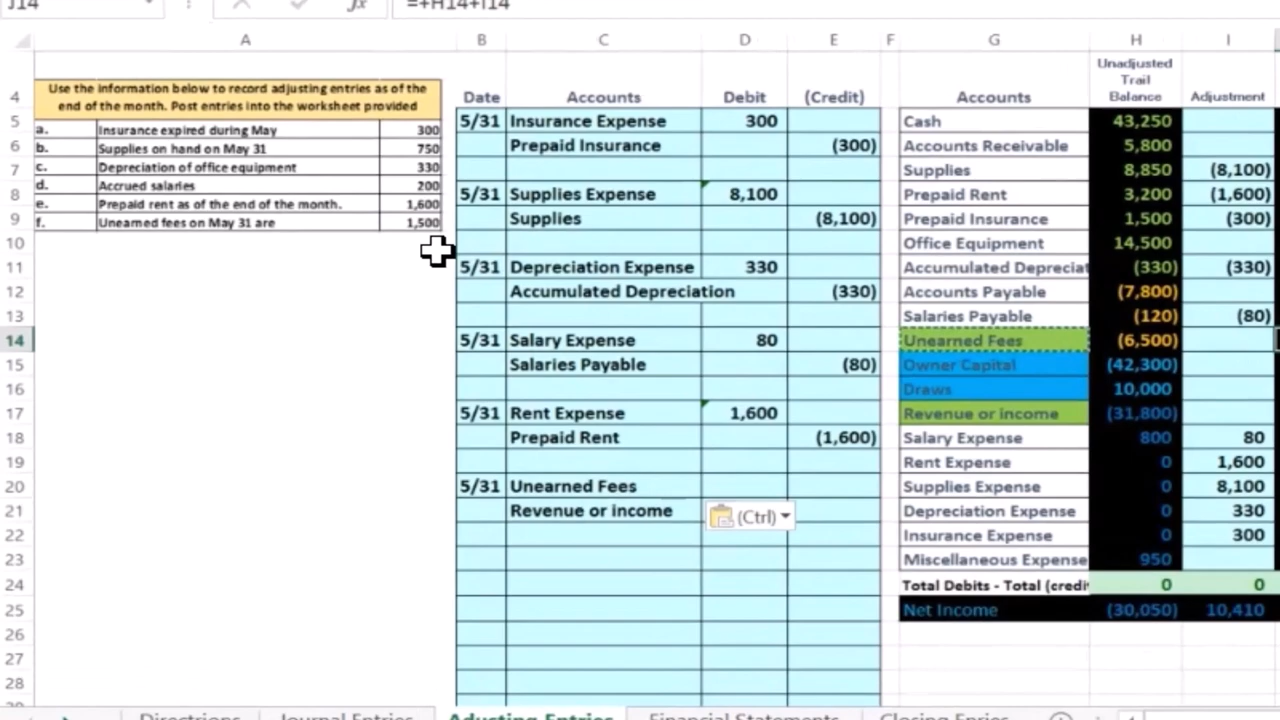 J14 fx =+H14+I14
A B C D E F G H I
4 Date Accounts Debit (Credit) Accounts Unadjusted Trail Balance Adjustment
Use the information below to record adjusting entries as of the
end of the month. Post entries into the worksheet provided
a. Insurance expired during May 300
b. Supplies on hand on May 31 750
c. Depreciation of office equipment 330
d. Accrued salaries 200
e. Prepaid rent as of the end of the month. 1,600
f. Unearned fees on May 31 are 1,500
5 5/31 Insurance Expense 300 Cash 43,250
6 Prepaid Insurance (300) Accounts Receivable 5,800
7 Supplies 8,850 (8,100)
8 5/31 Supplies Expense 8,100 Prepaid Rent 3,200 (1,600)
9 Supplies (8,100) Prepaid Insurance 1,500 (300)
10 Office Equipment 14,500
11 5/31 Depreciation Expense 330 Accumulated Depreciat (330) (330)
12 Accumulated Depreciation (330) Accounts Payable (7,800)
13 Salaries Payable (120) (80)
14 5/31 Salary Expense 80 Unearned Fees (6,500)
15 Salaries Payable (80) Owner Capital (42,300)
16 Draws 10,000
17 5/31 Rent Expense 1,600 Revenue or income (31,800)
18 Prepaid Rent (1,600) Salary Expense 800 80
19 Rent Expense 0 1,600
20 5/31 Unearned Fees Supplies Expense 0 8,100
21 Revenue or income (Ctrl) Depreciation Expense 0 330
22 Insurance Expense 0 300
23 Miscellaneous Expense 950
24 Total Debits - Total (credi 0 0
25 Net Income (30,050) 10,410
26
27
28
Directions Journal Entries Adjusting Entries Financial Statements Closing Enries